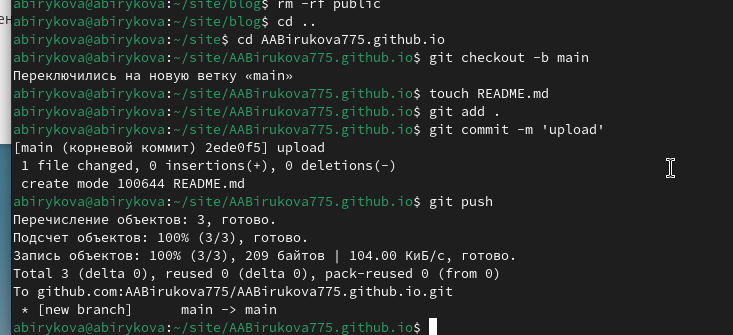 abirykova@abirykova:~/site/blog$ rm -rf public
abirykova@abirykova:~/site/blog$ cd ..
abirykova@abirykova:~/site$ cd AABirukova775.github.io
abirykova@abirykova:~/site/AABirukova775.github.io$ git checkout -b main
Переключились на новую ветку «main»
abirykova@abirykova:~/site/AABirukova775.github.io$ touch README.md
abirykova@abirykova:~/site/AABirukova775.github.io$ git add .
abirykova@abirykova:~/site/AABirukova775.github.io$ git commit -m 'upload'
[main (корневой коммит) 2ede0f5] upload
 1 file changed, 0 insertions(+), 0 deletions(-)
 create mode 100644 README.md
abirykova@abirykova:~/site/AABirukova775.github.io$ git push
Перечисление объектов: 3, готово.
Подсчет объектов: 100% (3/3), готово.
Запись объектов: 100% (3/3), 209 байтов | 104.00 КиБ/с, готово.
Total 3 (delta 0), reused 0 (delta 0), pack-reused 0 (from 0)
To github.com:AABirukova775/AABirukova775.github.io.git
 * [new branch]      main -> main
abirykova@abirykova:~/site/AABirukova775.github.io$